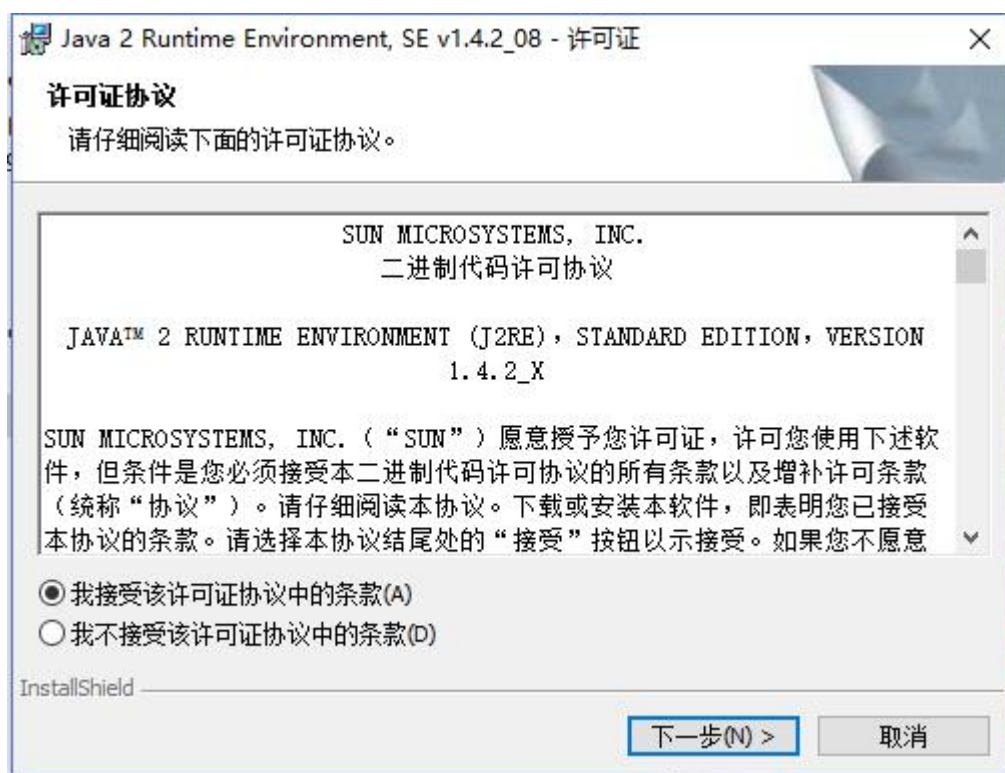 Java 2 Runtime Environment, SE v1.4.2_08 - 许可证
许可证协议
请仔细阅读下面的许可证协议。
SUN MICROSYSTEMS, INC.
二进制代码许可协议
JAVA™ 2 RUNTIME ENVIRONMENT (J2RE)，STANDARD EDITION，VERSION
1.4.2_X
SUN MICROSYSTEMS, INC.（“SUN”）愿意授予您许可证，许可您使用下述软
件，但条件是您必须接受本二进制代码许可协议的所有条款以及增补许可条款
（统称“协议”）。请仔细阅读本协议。下载或安装本软件，即表明您已接受
本协议的条款。请选择本协议结尾处的“接受”按钮以示接受。如果您不愿意
我接受该许可证协议中的条款(A)
我不接受该许可证协议中的条款(D)
InstallShield
下一步(N) >
取消